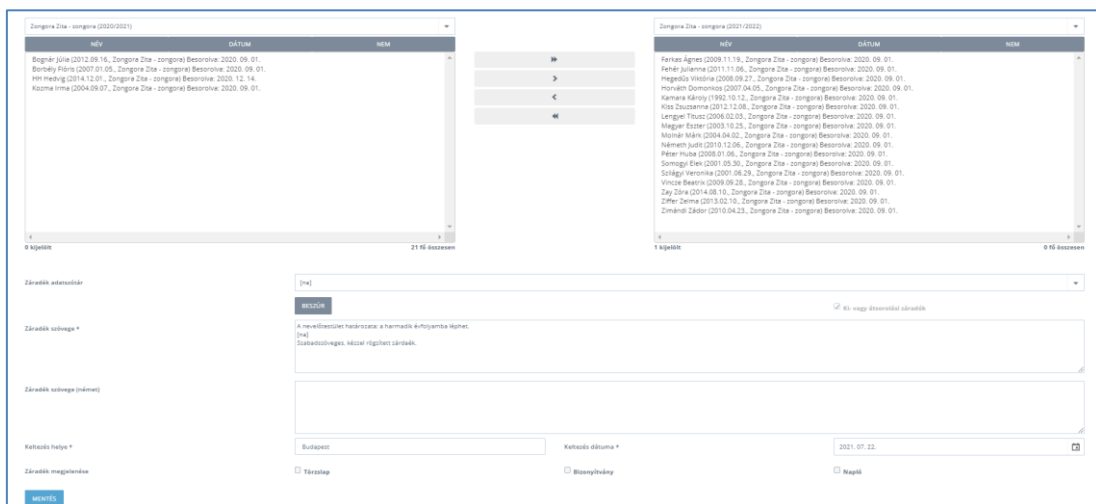 Zongora Zita - zongora (2020/2021)
NÉV DÁTUM NEM
Bognár Júlia (2012.09.16., Zongora Zita - zongora) Besorolva: 2020. 09. 01.
Borbély Flóris (2007.01.05., Zongora Zita - zongora) Besorolva: 2020. 09. 01.
HH Hedvig (2014.12.01., Zongora Zita - zongora) Besorolva: 2020. 12. 14.
Kozma Irma (2004.09.07., Zongora Zita - zongora) Besorolva: 2020. 09. 01.
0 kijelölt 21 fő összesen
Zongora Zita - zongora (2021/2022)
NÉV DÁTUM NEM
Farkas Ágnes (2009.11.19., Zongora Zita - zongora) Besorolva: 2020. 09. 01.
Fehér Julianna (2011.11.06., Zongora Zita - zongora) Besorolva: 2020. 09. 01.
Hegedűs Viktória (2008.09.27., Zongora Zita - zongora) Besorolva: 2020. 09. 01.
Horváth Domonkos (2007.04.05., Zongora Zita - zongora) Besorolva: 2020. 09. 01.
Kamara Károly (1992.10.12., Zongora Zita - zongora) Besorolva: 2020. 09. 01.
Kiss Zsuzsanna (2012.12.08., Zongora Zita - zongora) Besorolva: 2020. 09. 01.
Lengyel Titusz (2006.02.03., Zongora Zita - zongora) Besorolva: 2020. 09. 01.
Magyar Eszter (2003.10.25., Zongora Zita - zongora) Besorolva: 2020. 09. 01.
Molnár Márk (2004.04.02., Zongora Zita - zongora) Besorolva: 2020. 09. 01.
Németh Judit (2010.12.06., Zongora Zita - zongora) Besorolva: 2020. 09. 01.
Péter Huba (2008.01.06., Zongora Zita - zongora) Besorolva: 2020. 09. 01.
Somogyi Elek (2001.05.30., Zongora Zita - zongora) Besorolva: 2020. 09. 01.
Szilágyi Veronika (2001.06.29., Zongora Zita - zongora) Besorolva: 2020. 09. 01.
Vincze Beatrix (2009.09.28., Zongora Zita - zongora) Besorolva: 2020. 09. 01.
Zay Zóra (2014.08.10., Zongora Zita - zongora) Besorolva: 2020. 09. 01.
Ziffer Zelma (2013.02.10., Zongora Zita - zongora) Besorolva: 2020. 09. 01.
Zimándi Zádor (2010.04.23., Zongora Zita - zongora) Besorolva: 2020. 09. 01.
1 kijelölt 0 fő összesen
Záradék adatszótár [na]
BESZÚR Ki- vagy átsorolási záradék
Záradék szövege *
A nevelőtestület határozata: a harmadik évfolyamba léphet.
[na]
Szabadszöveges, kézzel rögzített zárdaék.
Záradék szövege (német)
Keltezés helye * Budapest Keltezés dátuma * 2021. 07. 22.
Záradék megjelenése Törzslap Bizonyítvány Napló
MENTÉS